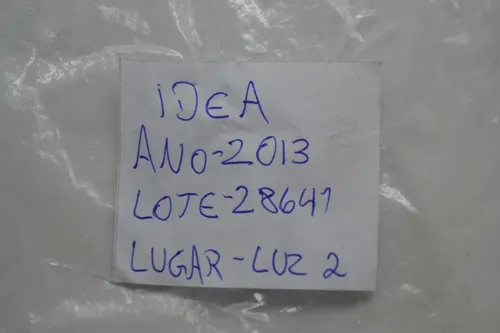 IDEA
ANO-2013
LOTE-28641
LUGAR-LUZ 2